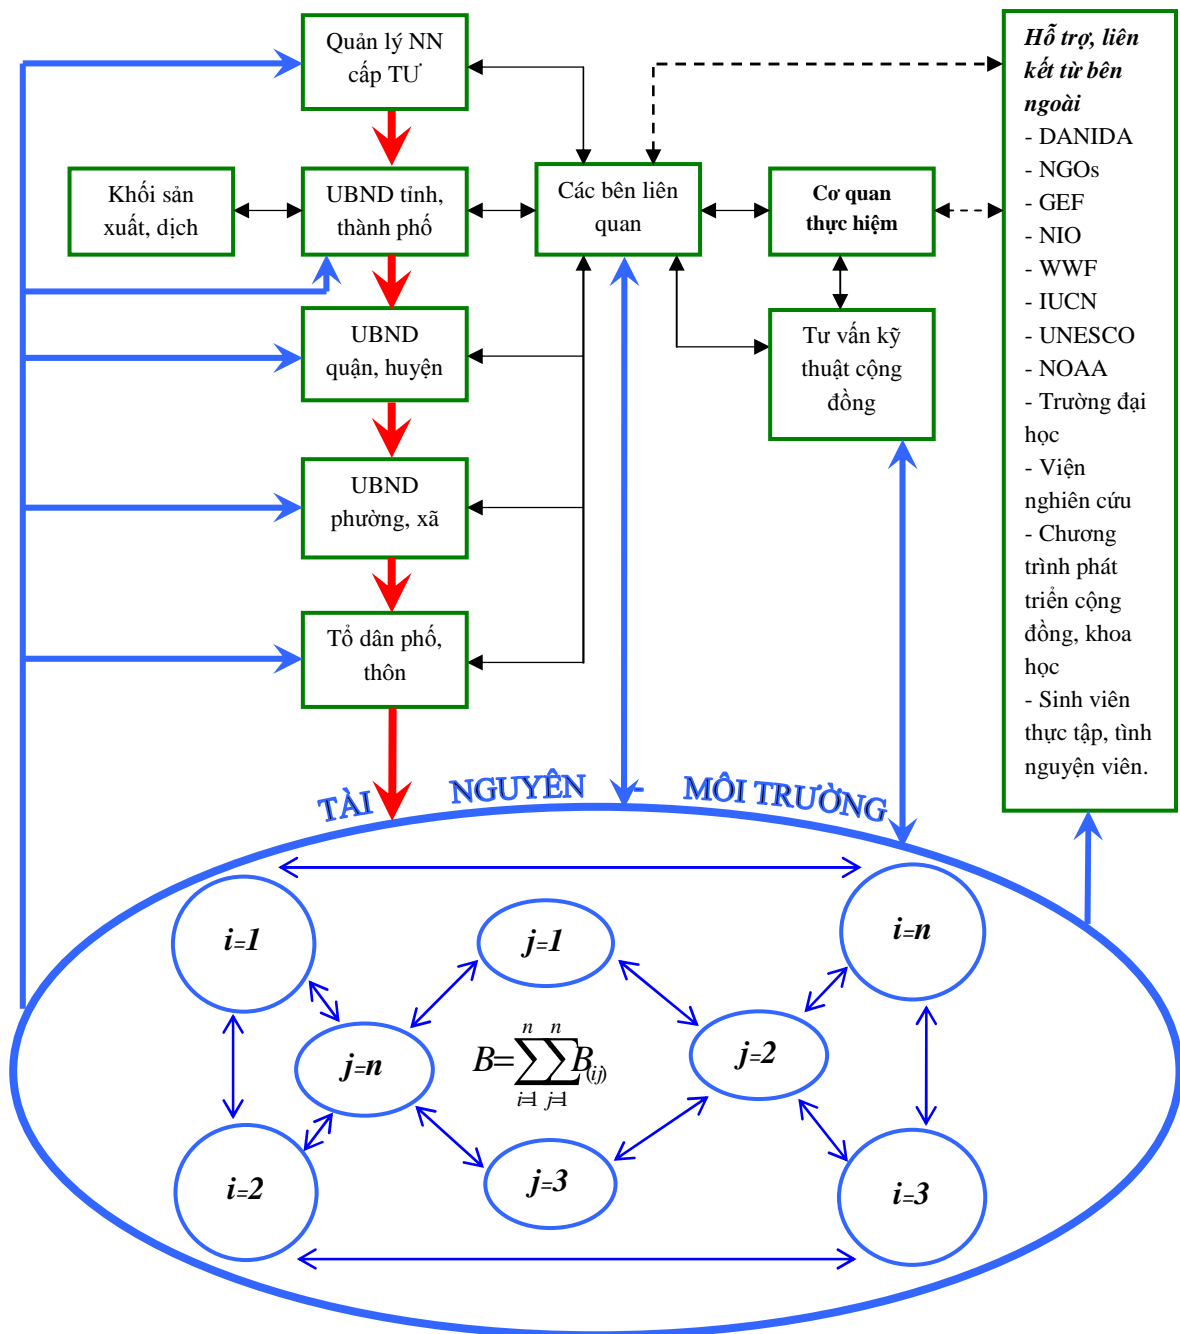 Quản lý NN
cấp TƯ
Khối sản
xuất, dịch
UBND tỉnh,
thành phố
Các bên liên
quan
Cơ quan
thực hiệm
UBND
quận, huyện
Tư vấn kỹ
thuật cộng
đồng
UBND
phường, xã
Tổ dân phố,
thôn
Hỗ trợ, liên
kết từ bên
ngoài
- DANIDA
- NGOs
- GEF
- NIO
- WWF
- IUCN
- UNESCO
- NOAA
- Trường đại
học
- Viện
nghiên cứu
- Chương
trình phát
triển cộng
đồng, khoa
học
- Sinh viên
thực tập, tình
nguyện viên.
TÀI NGUYÊN - MÔI TRƯỜNG
i=1
j=1
i=n
j=n
B=∑∑B(ij)
n n
i=1 j=1
j=2
i=2
j=3
i=3